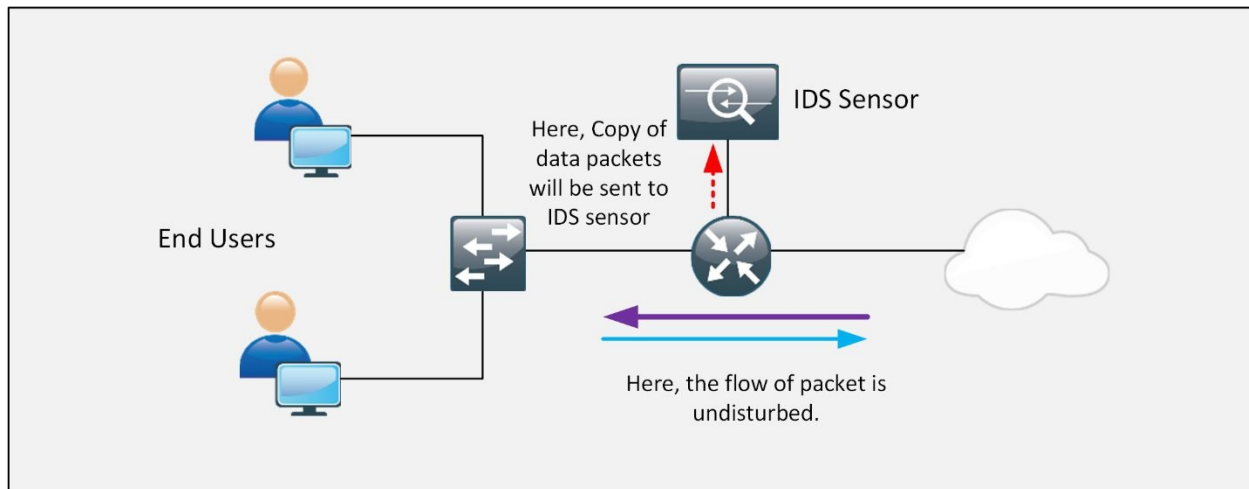 IDS Sensor
Here, Copy of
data packets
will be sent to
IDS sensor
End Users
Here, the flow of packet is
undisturbed.